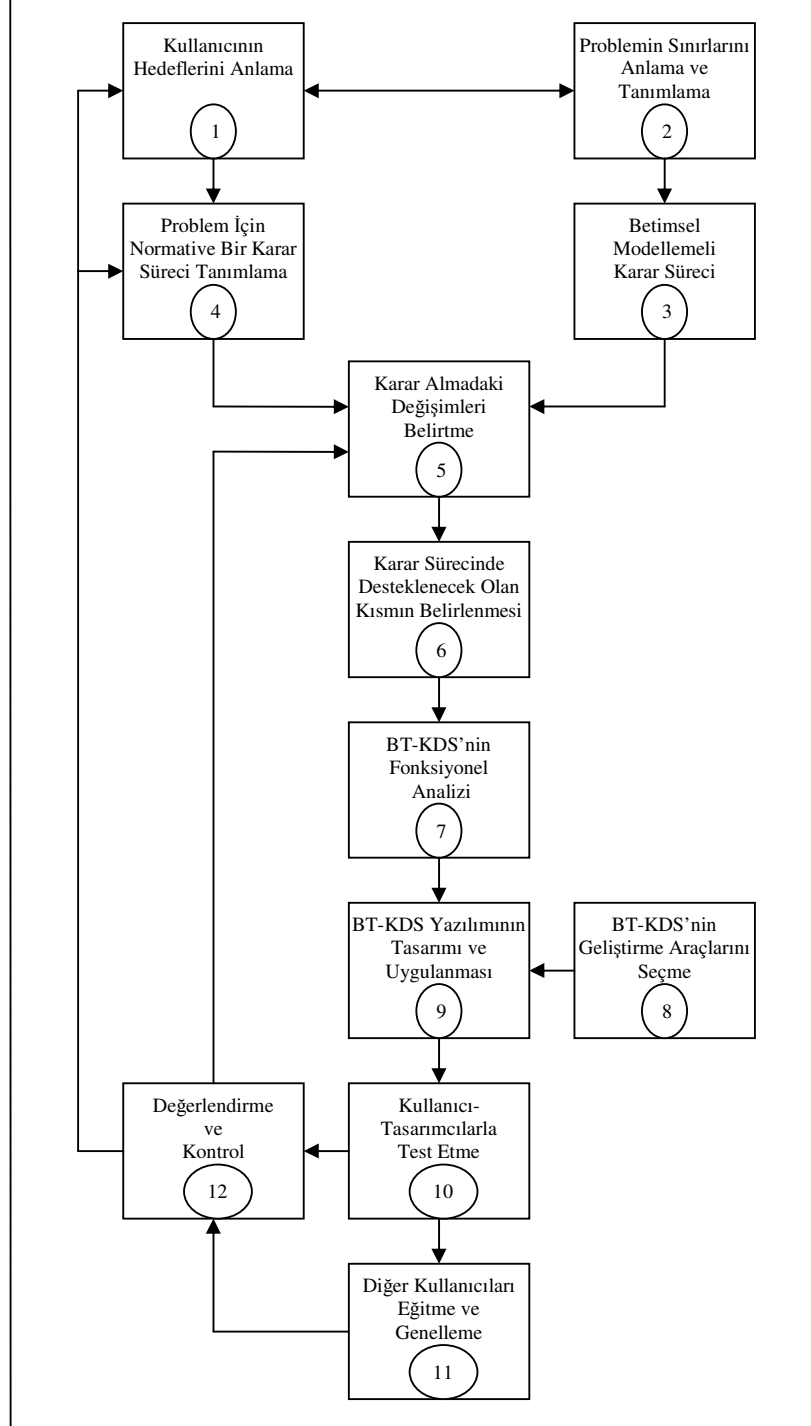 Kullanıcının
Hedeflerini Anlama
1
Problemin Sınırlarını
Anlama ve
Tanımlama
2
Problem İçin
Normative Bir Karar
Süreci Tanımlama
4
Betimsel
Modellemeli
Karar Süreci
3
Karar Almadaki
Değişimleri
Belirtme
5
Karar Sürecinde
Desteklenecek Olan
Kısmın Belirlenmesi
6
BT-KDS’nin
Fonksiyonel
Analizi
7
BT-KDS Yazılımının
Tasarımı ve
Uygulanması
9
BT-KDS’nin
Geliştirme Araçlarını
Seçme
8
Değerlendirme
ve
Kontrol
12
Kullanıcı-
Tasarımcılarla
Test Etme
10
Diğer Kullanıcıları
Eğitme ve
Genelleme
11